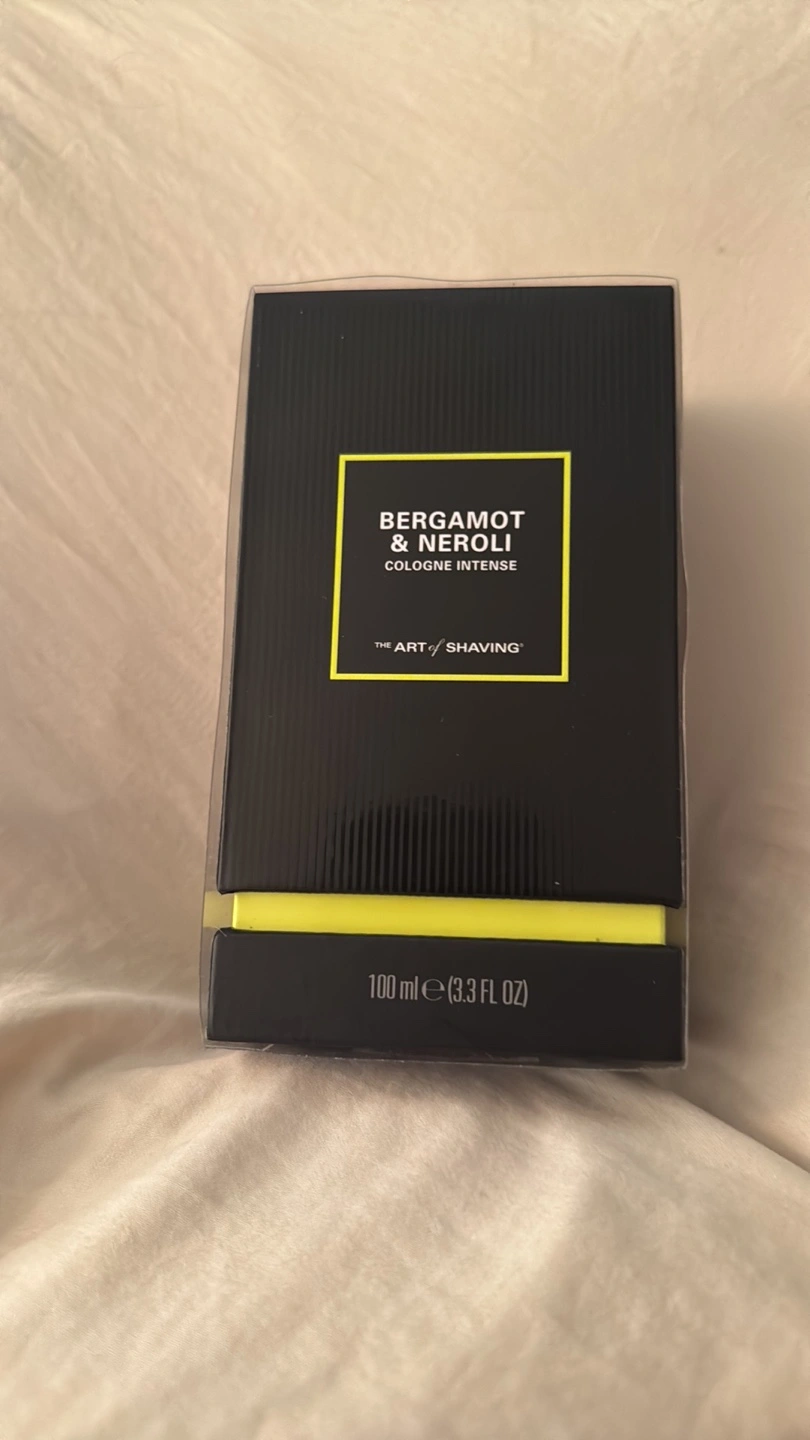 BERGAMOT
& NEROLI
COLOGNE INTENSE
THE ART of SHAVING®
100 ml ℮ (3.3 FL OZ)